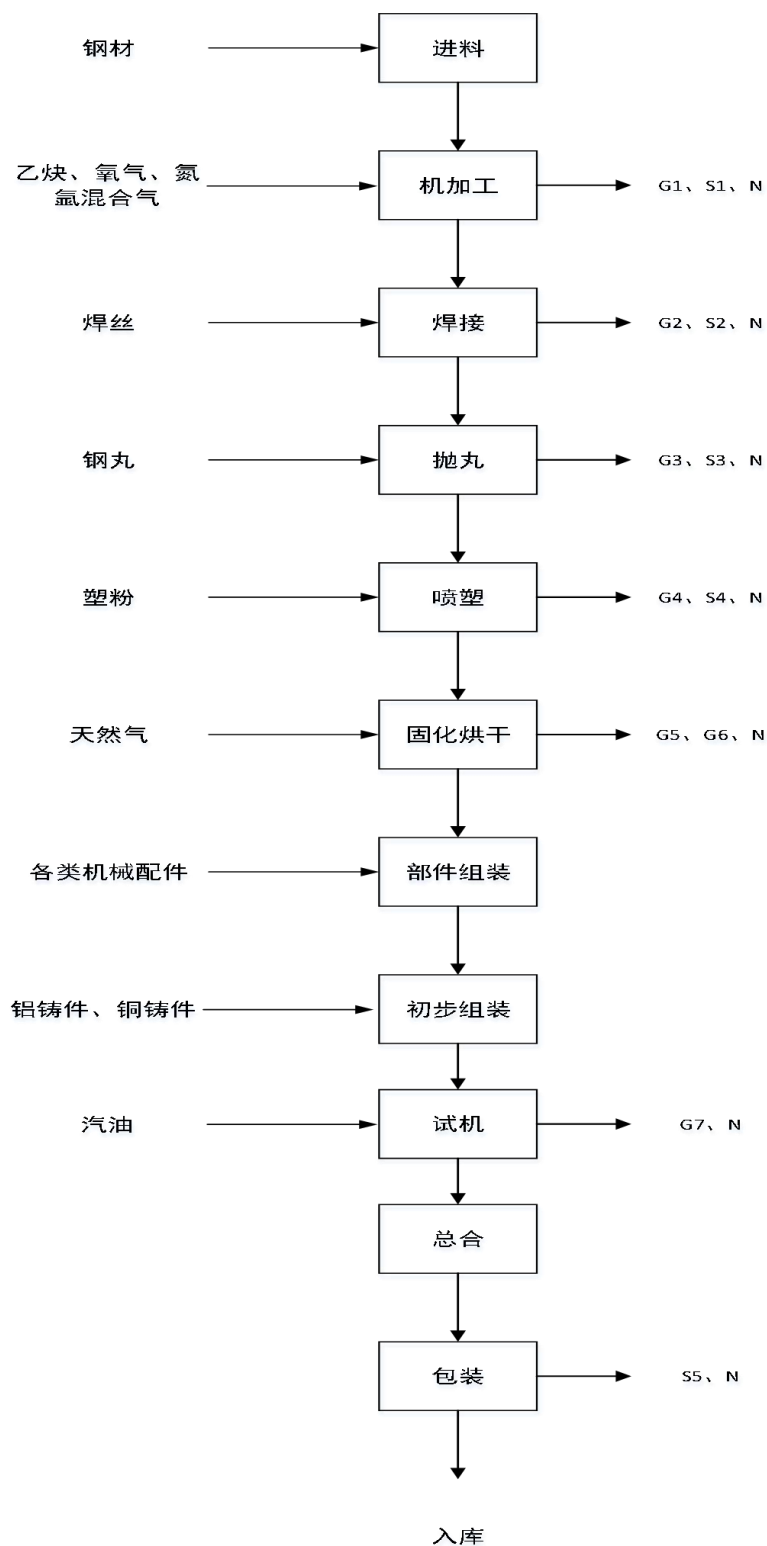 钢材
进料
乙炔、氧气、氮
氩混合气
机加工
G1、S1、N
焊丝
焊接
G2、S2、N
钢丸
抛丸
G3、S3、N
塑粉
喷塑
G4、S4、N
天然气
固化烘干
G5、G6、N
各类机械配件
部件组装
铝铸件、铜铸件
初步组装
汽油
试机
G7、N
总合
包装
S5、N
入库